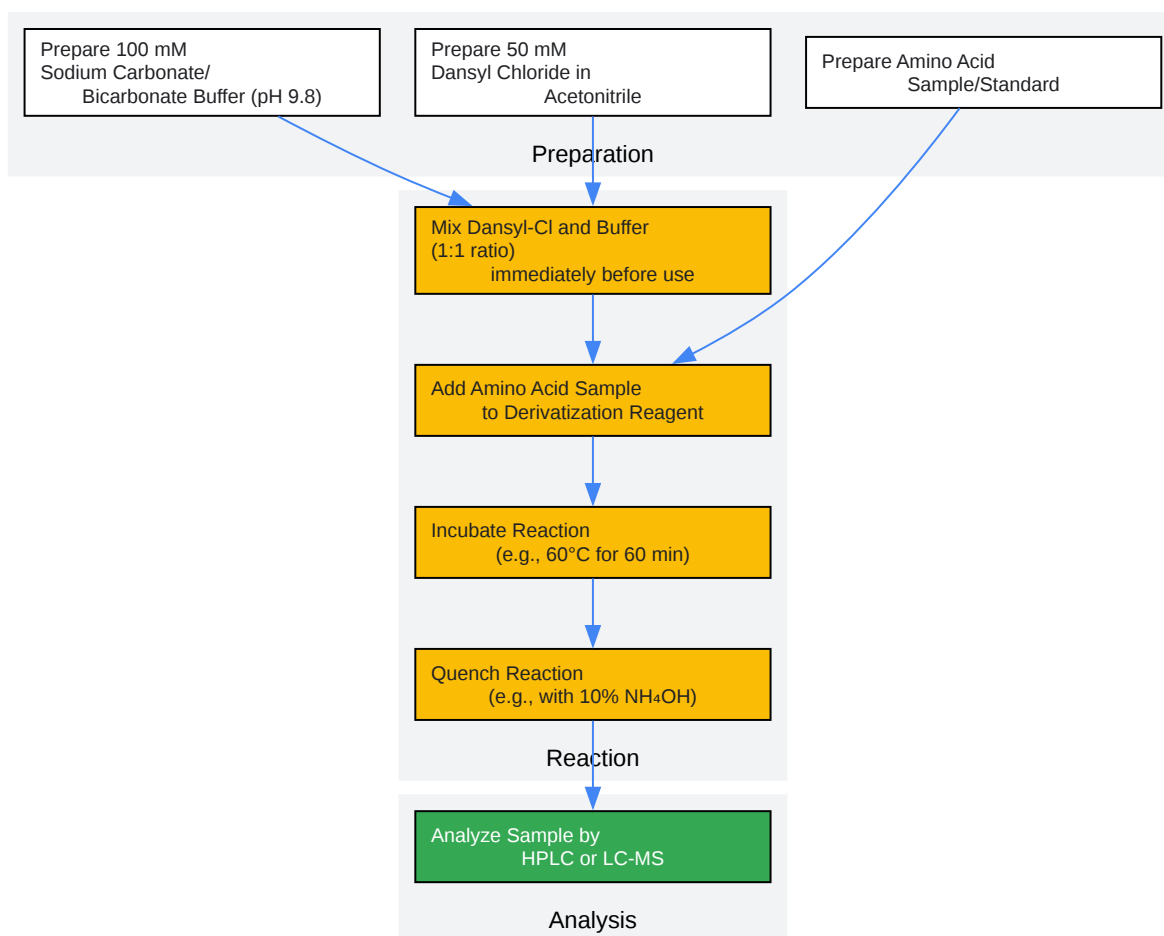 Prepare 100 mM
Sodium Carbonate/
Bicarbonate Buffer (pH 9.8)
Prepare 50 mM
Dansyl Chloride in
Acetonitrile
Prepare Amino Acid
Sample/Standard
Preparation
Mix Dansyl-Cl and Buffer
(1:1 ratio)
immediately before use
Add Amino Acid Sample
to Derivatization Reagent
Incubate Reaction
(e.g., 60°C for 60 min)
Quench Reaction
(e.g., with 10% NH₄OH)
Reaction
Analyze Sample by
HPLC or LC-MS
Analysis